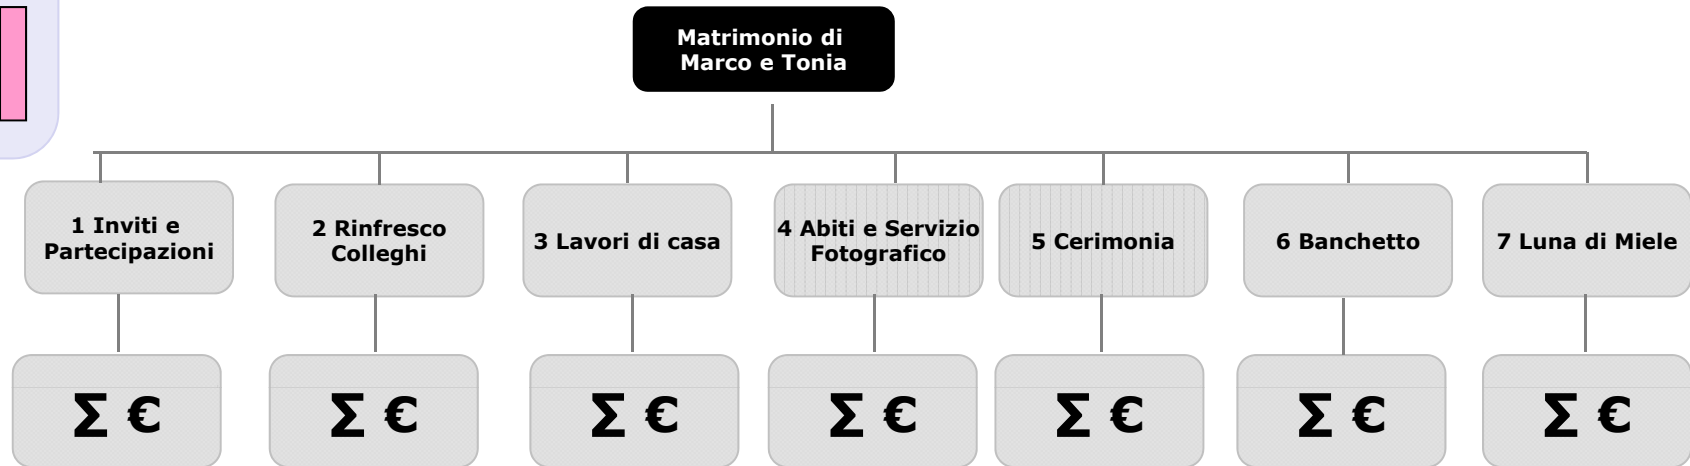 Matrimonio di
Marco e Tonia
1 Inviti e
Partecipazioni
2 Rinfresco
Colleghi
3 Lavori di casa
4 Abiti e Servizio
Fotografico
5 Cerimonia
6 Banchetto
7 Luna di Miele
Σ €
Σ €
Σ €
Σ €
Σ €
Σ €
Σ €